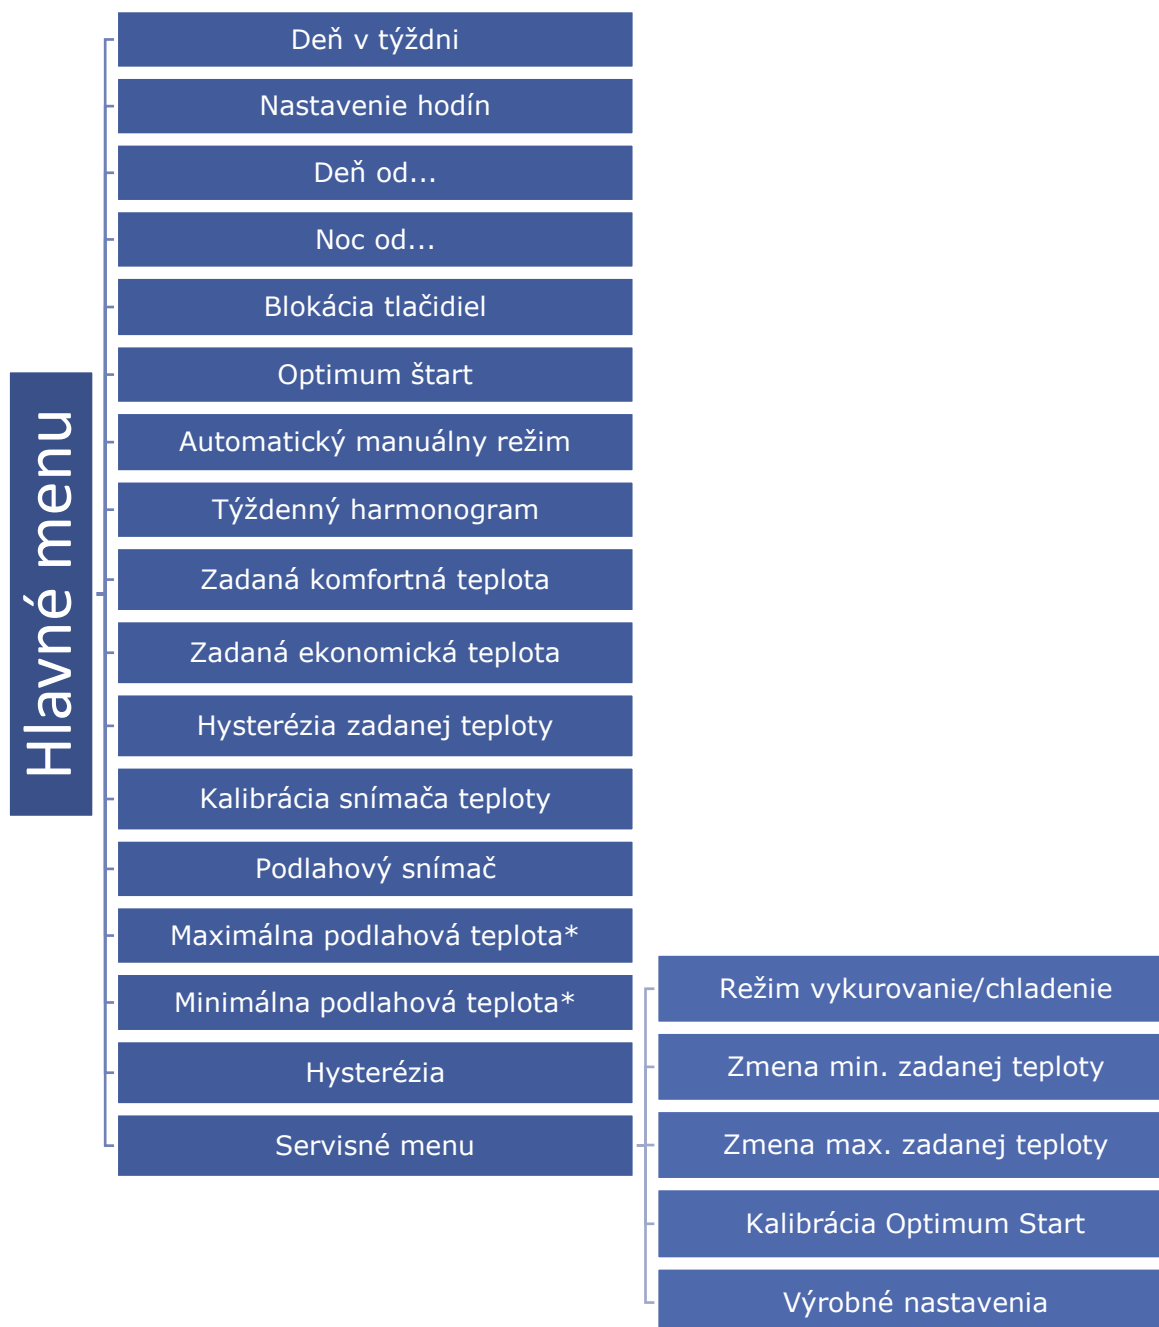 Hlavné menu
Deň v týždni
Nastavenie hodín
Deň od...
Noc od...
Blokácia tlačidiel
Optimum štart
Automatický manuálny režim
Týždenný harmonogram
Zadaná komfortná teplota
Zadaná ekonomická teplota
Hysterézia zadanej teploty
Kalibrácia snímača teploty
Podlahový snímač
Maximálna podlahová teplota*
Minimálna podlahová teplota*
Hysterézia
Servisné menu
Režim vykurovanie/chladenie
Zmena min. zadanej teploty
Zmena max. zadanej teploty
Kalibrácia Optimum Start
Výrobné nastavenia